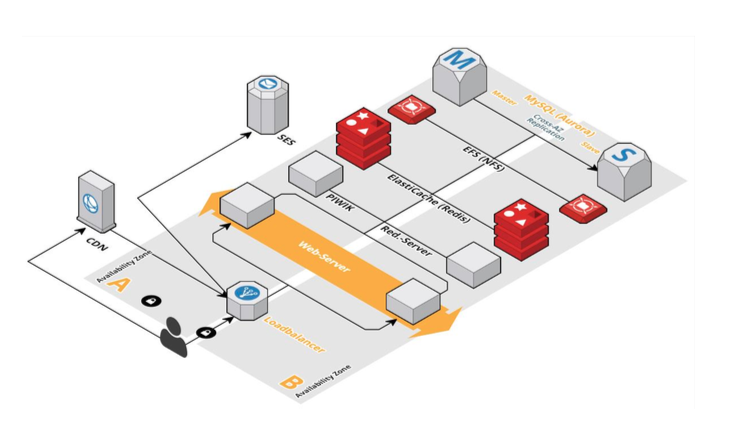 M
Master
MySQL (Aurora)
Cross-AZ
Replication
Slave
S
SES
EFS (NFS)
ElastiCache (Redis)
PIWIK
Red.-Server
CDN
Web-Server
Availability Zone
A
Loadbalancer
B
Availability Zone